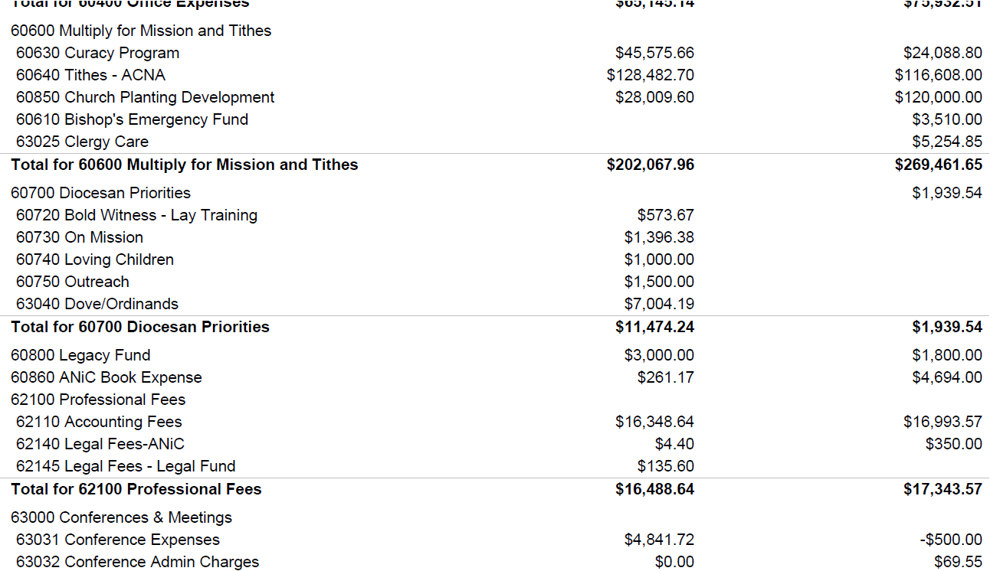 Total for 60400 Office Expenses $65,145.14 $75,932.51
60600 Multiply for Mission and Tithes
60630 Curacy Program $45,575.66 $24,088.80
60640 Tithes - ACNA $128,482.70 $116,608.00
60850 Church Planting Development $28,009.60 $120,000.00
60610 Bishop's Emergency Fund $3,510.00
63025 Clergy Care $5,254.85
Total for 60600 Multiply for Mission and Tithes $202,067.96 $269,461.65
60700 Diocesan Priorities $1,939.54
60720 Bold Witness - Lay Training $573.67
60730 On Mission $1,396.38
60740 Loving Children $1,000.00
60750 Outreach $1,500.00
63040 Dove/Ordinands $7,004.19
Total for 60700 Diocesan Priorities $11,474.24 $1,939.54
60800 Legacy Fund $3,000.00 $1,800.00
60860 ANiC Book Expense $261.17 $4,694.00
62100 Professional Fees
62110 Accounting Fees $16,348.64 $16,993.57
62140 Legal Fees-ANiC $4.40 $350.00
62145 Legal Fees - Legal Fund $135.60
Total for 62100 Professional Fees $16,488.64 $17,343.57
63000 Conferences & Meetings
63031 Conference Expenses $4,841.72 -$500.00
63032 Conference Admin Charges $0.00 $69.55